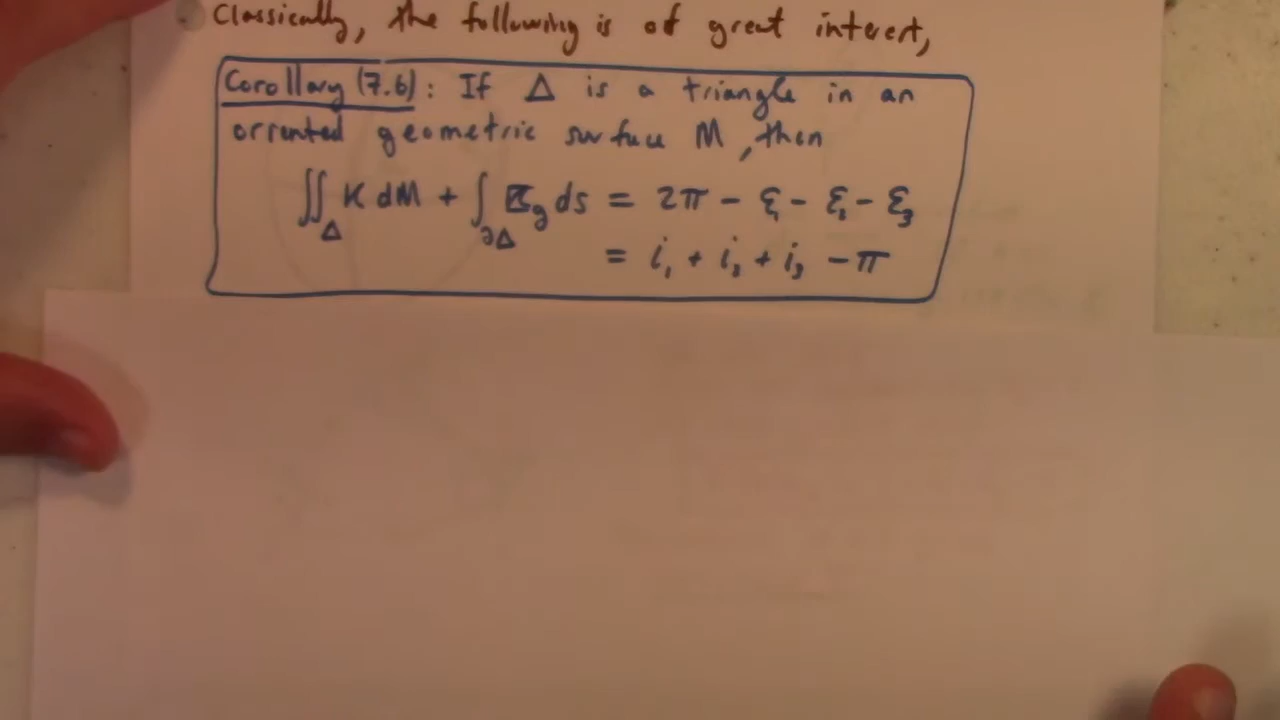 Classically, the following is of great interest,
Corollary (7.6): If Δ is a triangle in an
oriented geometric surface M, then
∬_Δ K dM + ∫_∂Δ K_g ds = 2π - ε₁ - ε₂ - ε₃
= i₁ + i₂ + i₃ - π